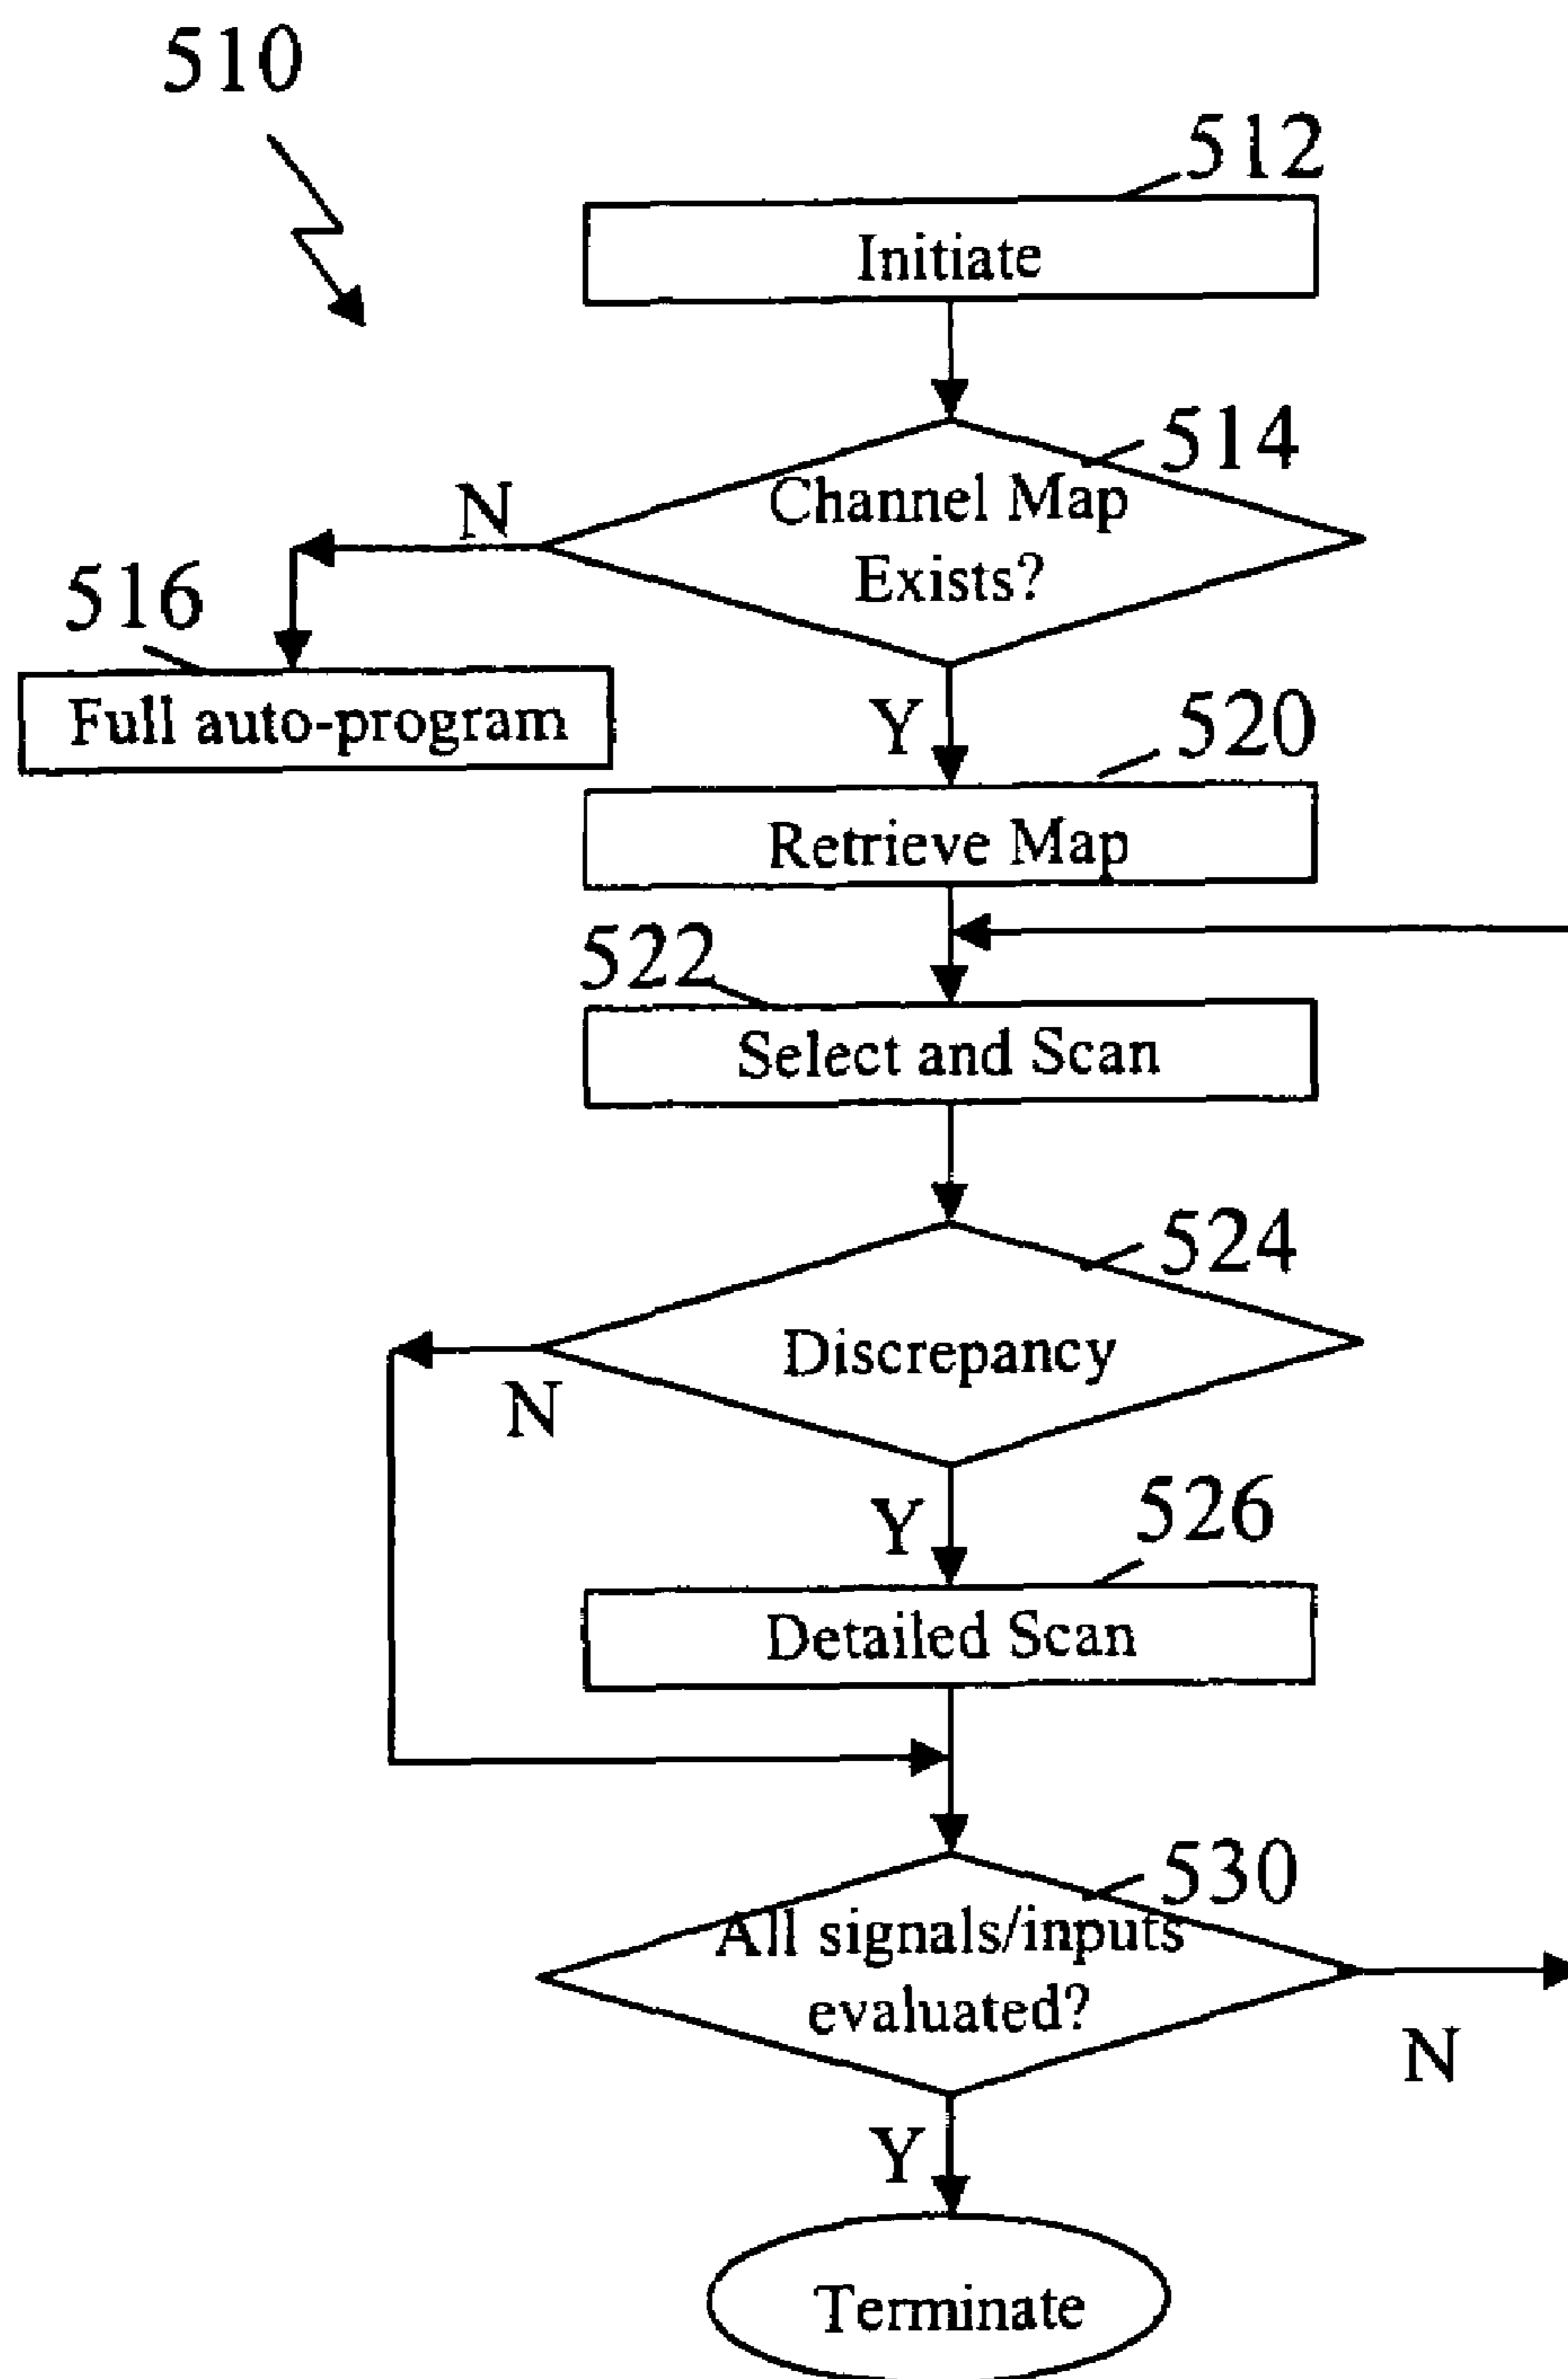 510
512
Initiate
514
Channel Map
Exists?
N
516
Full auto-program
Y
520
Retrieve Map
522
Select and Scan
524
Discrepancy
N
Y
526
Detailed Scan
530
All signals/inputs
evaluated?
N
Y
Terminate